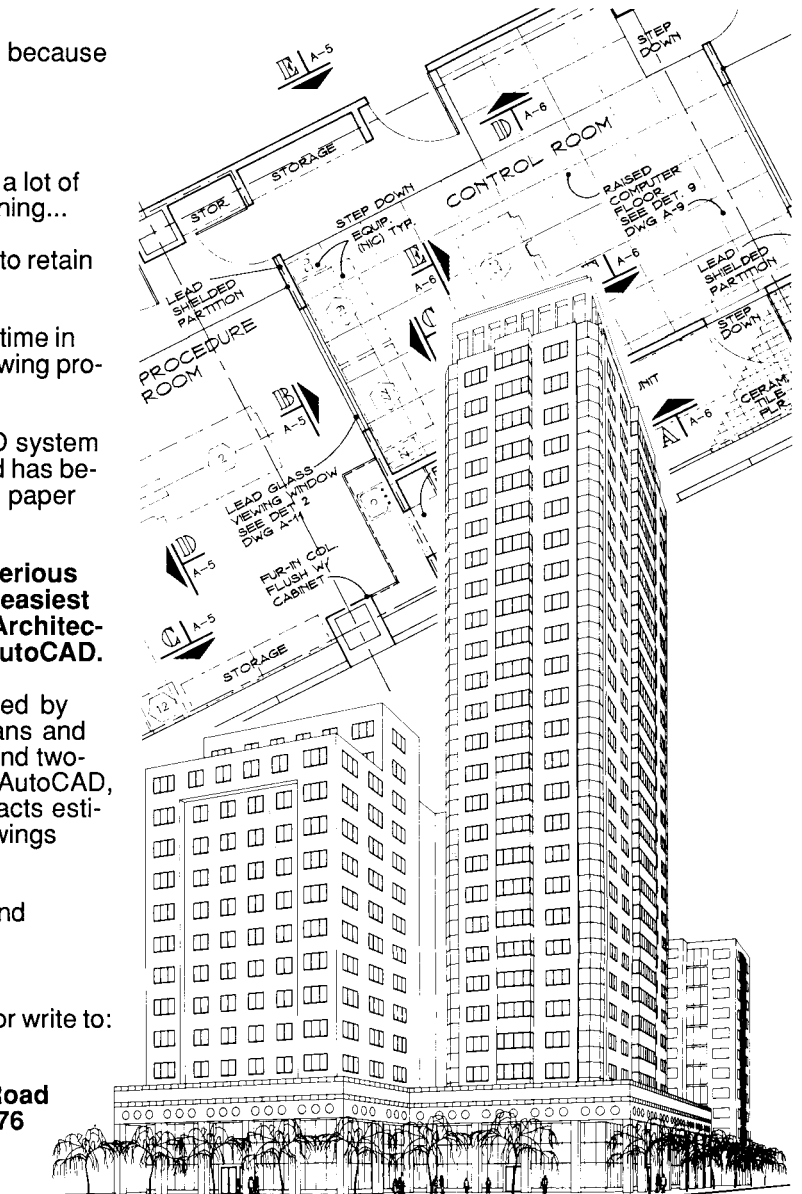 because
a lot of
ning...
to retain
time in
wing pro-
D system
d has be-
paper
erious
easiest
Architec-
utoCAD.
ed by
ans and
nd two-
AutoCAD,
acts esti-
wings
nd
or write to:
Road
76
E A-5
STEP
DOWN
D A-6
STORAGE
STOR.
CONTROL ROOM
STEP DOWN
EQUIP.
(NIC) TYP.
RAISED
COMPUTER
FLOOR
SEE DET. 9
DWG A-9
E
A-6
A-6
LEAD
SHIELDED
PARTITION
LEAD
SHIELDED
PARTITION
C
STEP
DOWN
PROCEDURE
ROOM
B
A-5
CERAM.
TILE
FLR.
A A-6
2
LEAD GLASS
VIEWING WINDOW
SEE DET 2
DWG A-11
D
A-5
FUR-IN COL.
FLUSH W/
CABINET
C A-5
STORAGE
12